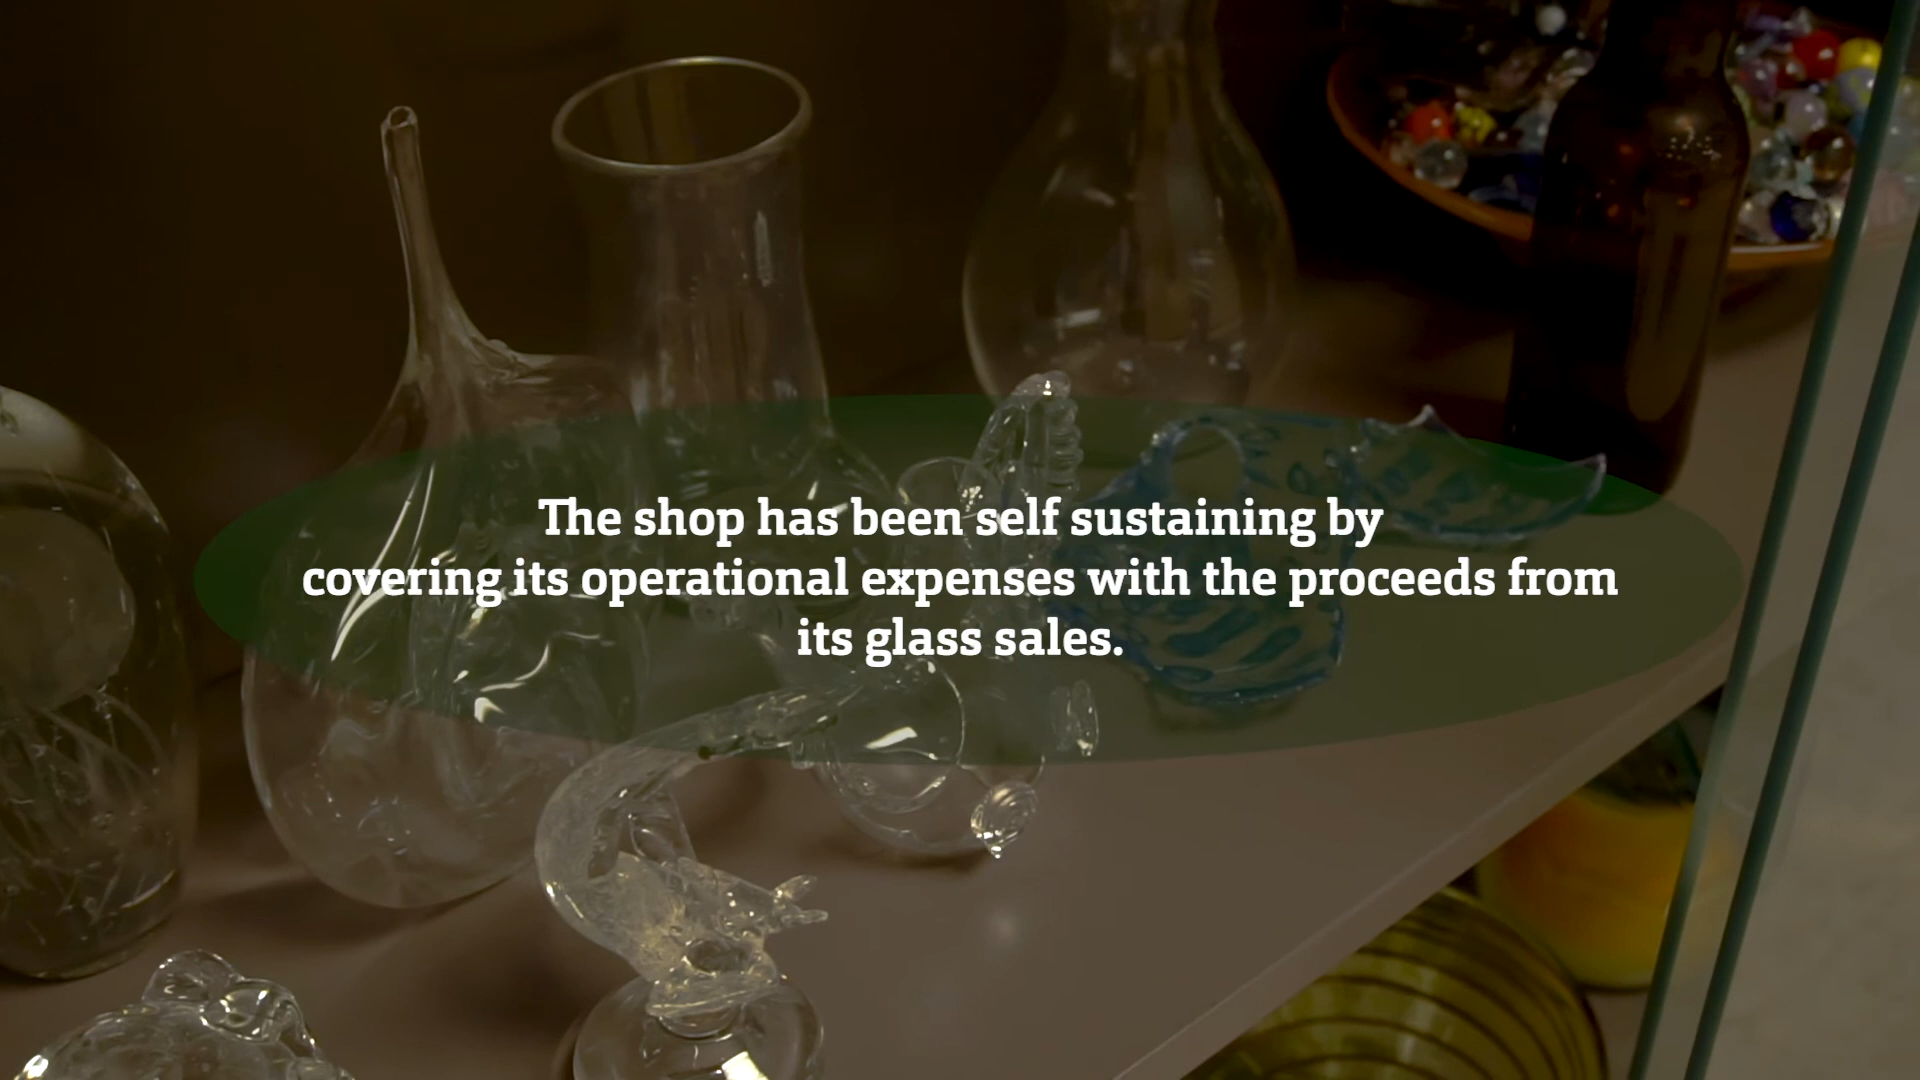 The shop has been self sustaining by
covering its operational expenses with the proceeds from
its glass sales.